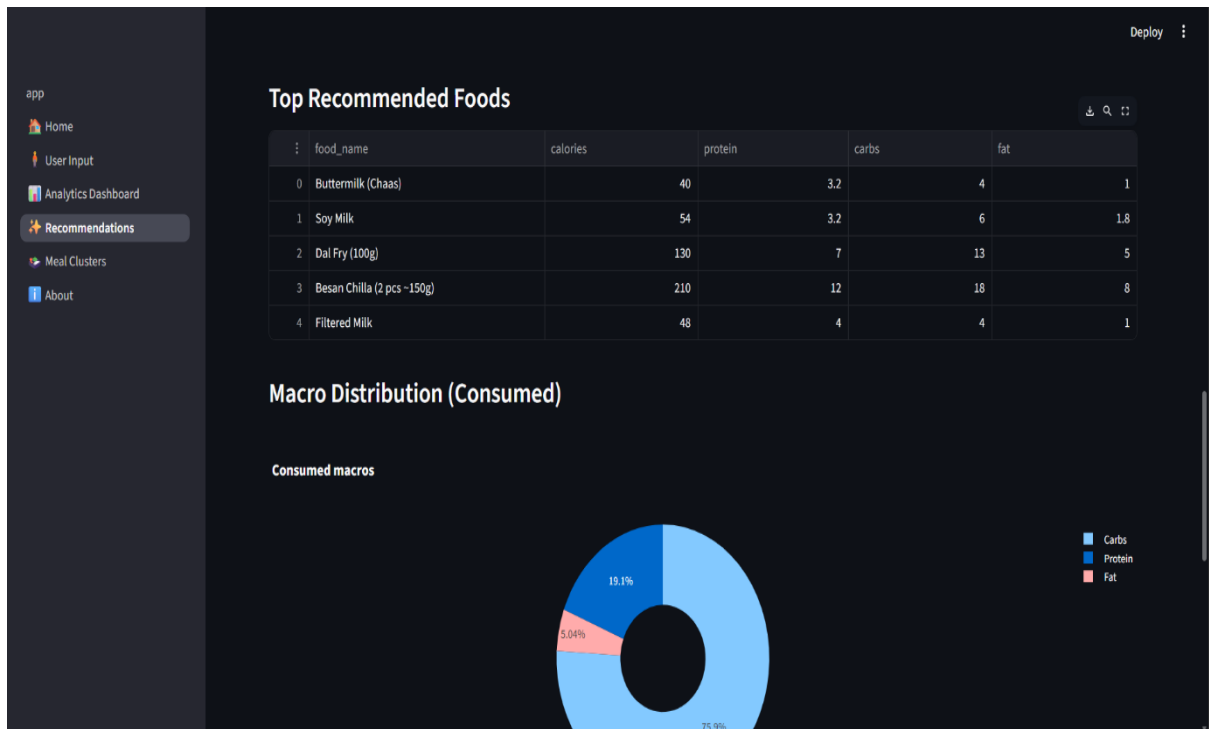 Deploy
app
Home
User Input
Analytics Dashboard
Recommendations
Meal Clusters
About
Top Recommended Foods
food_name calories protein carbs fat
0 Buttermilk (Chaas) 40 3.2 4 1
1 Soy Milk 54 3.2 6 1.8
2 Dal Fry (100g) 130 7 13 5
3 Besan Chilla (2 pcs ~150g) 210 12 18 8
4 Filtered Milk 48 4 4 1
Macro Distribution (Consumed)
Consumed macros
Carbs
Protein
Fat
19.1%
5.04%
75.9%